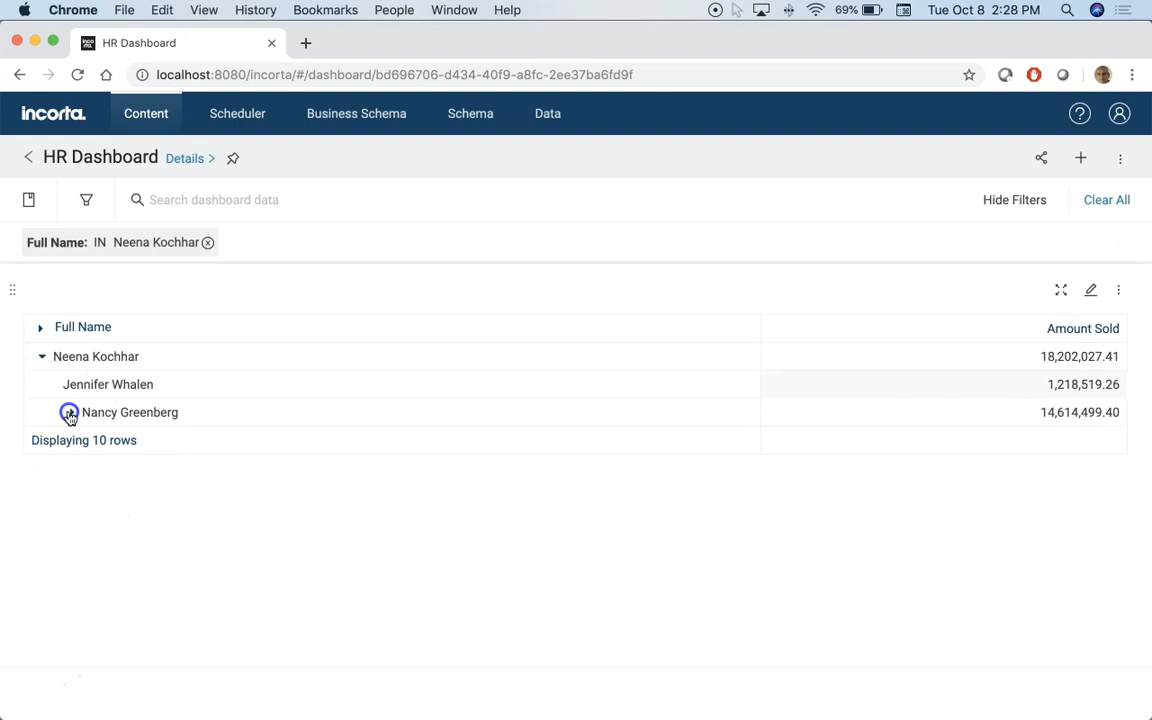 Chrome File Edit View History Bookmarks People Window Help 69% Tue Oct 8 2:28 PM
HR Dashboard
localhost:8080/incorta/#/dashboard/bd696706-d434-40f9-a8fc-2ee37ba6fd9f
incorta. Content Scheduler Business Schema Schema Data
HR Dashboard Details >
Search dashboard data Hide Filters Clear All
Full Name: IN Neena Kochhar
Full Name Amount Sold
Neena Kochhar 18,202,027.41
Jennifer Whalen 1,218,519.26
Nancy Greenberg 14,614,499.40
Displaying 10 rows